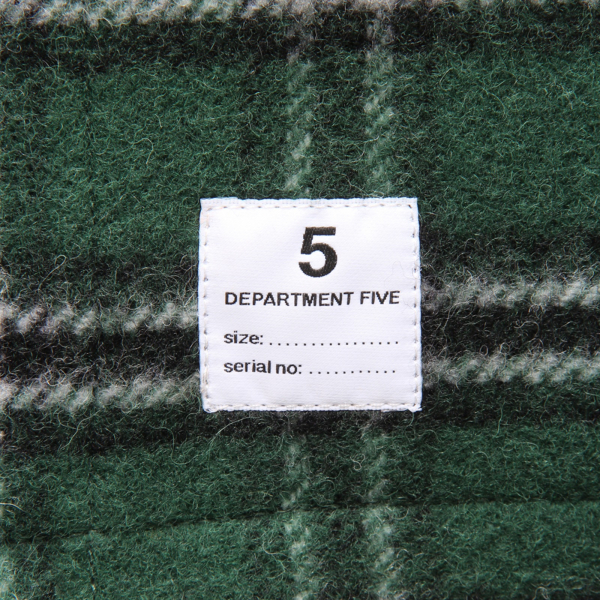 5
DEPARTMENT FIVE
size: ................
serial no: ...........